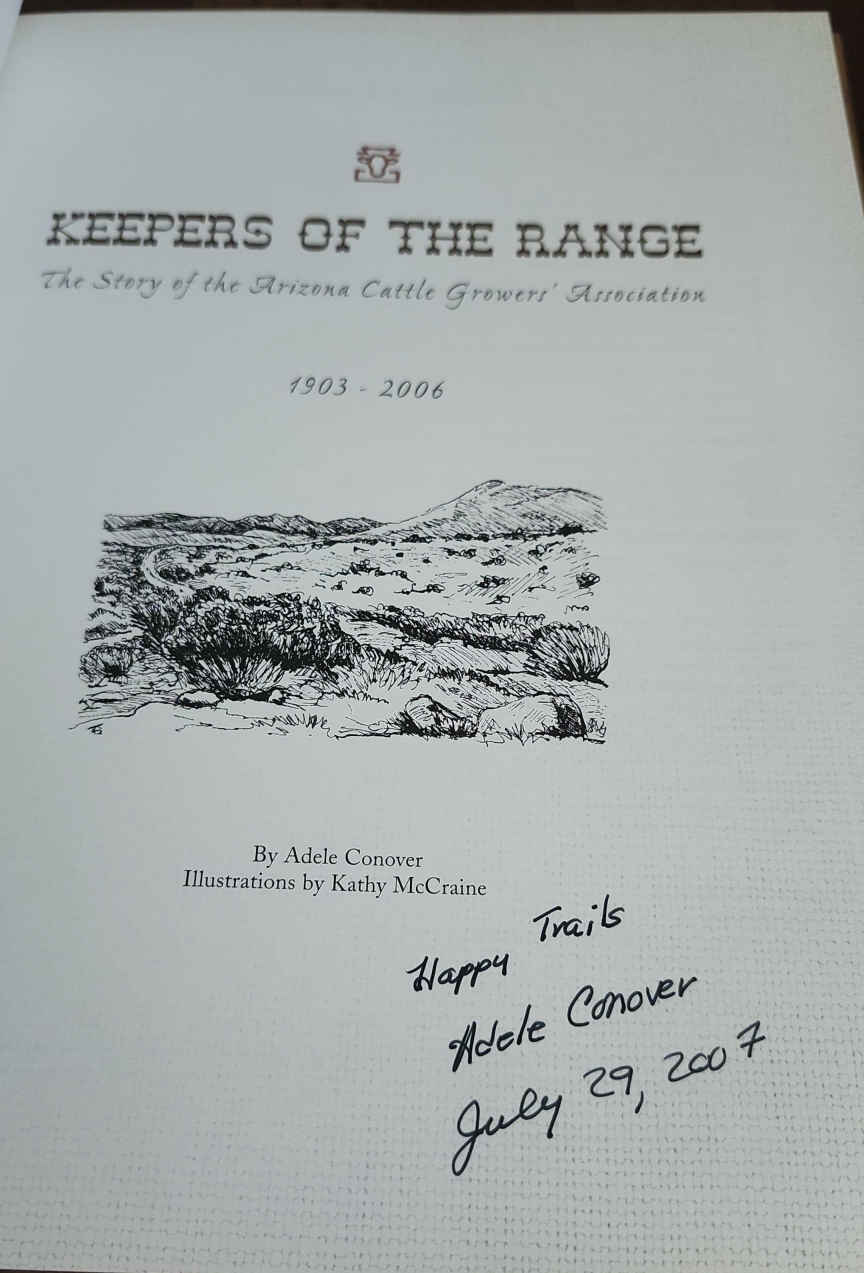 KEEPERS OF THE RANGE
The Story of the Arizona Cattle Growers' Association
1903 - 2006
By Adele Conover
Illustrations by Kathy McCraine
Happy Trails
Adele Conover
July 29, 2007